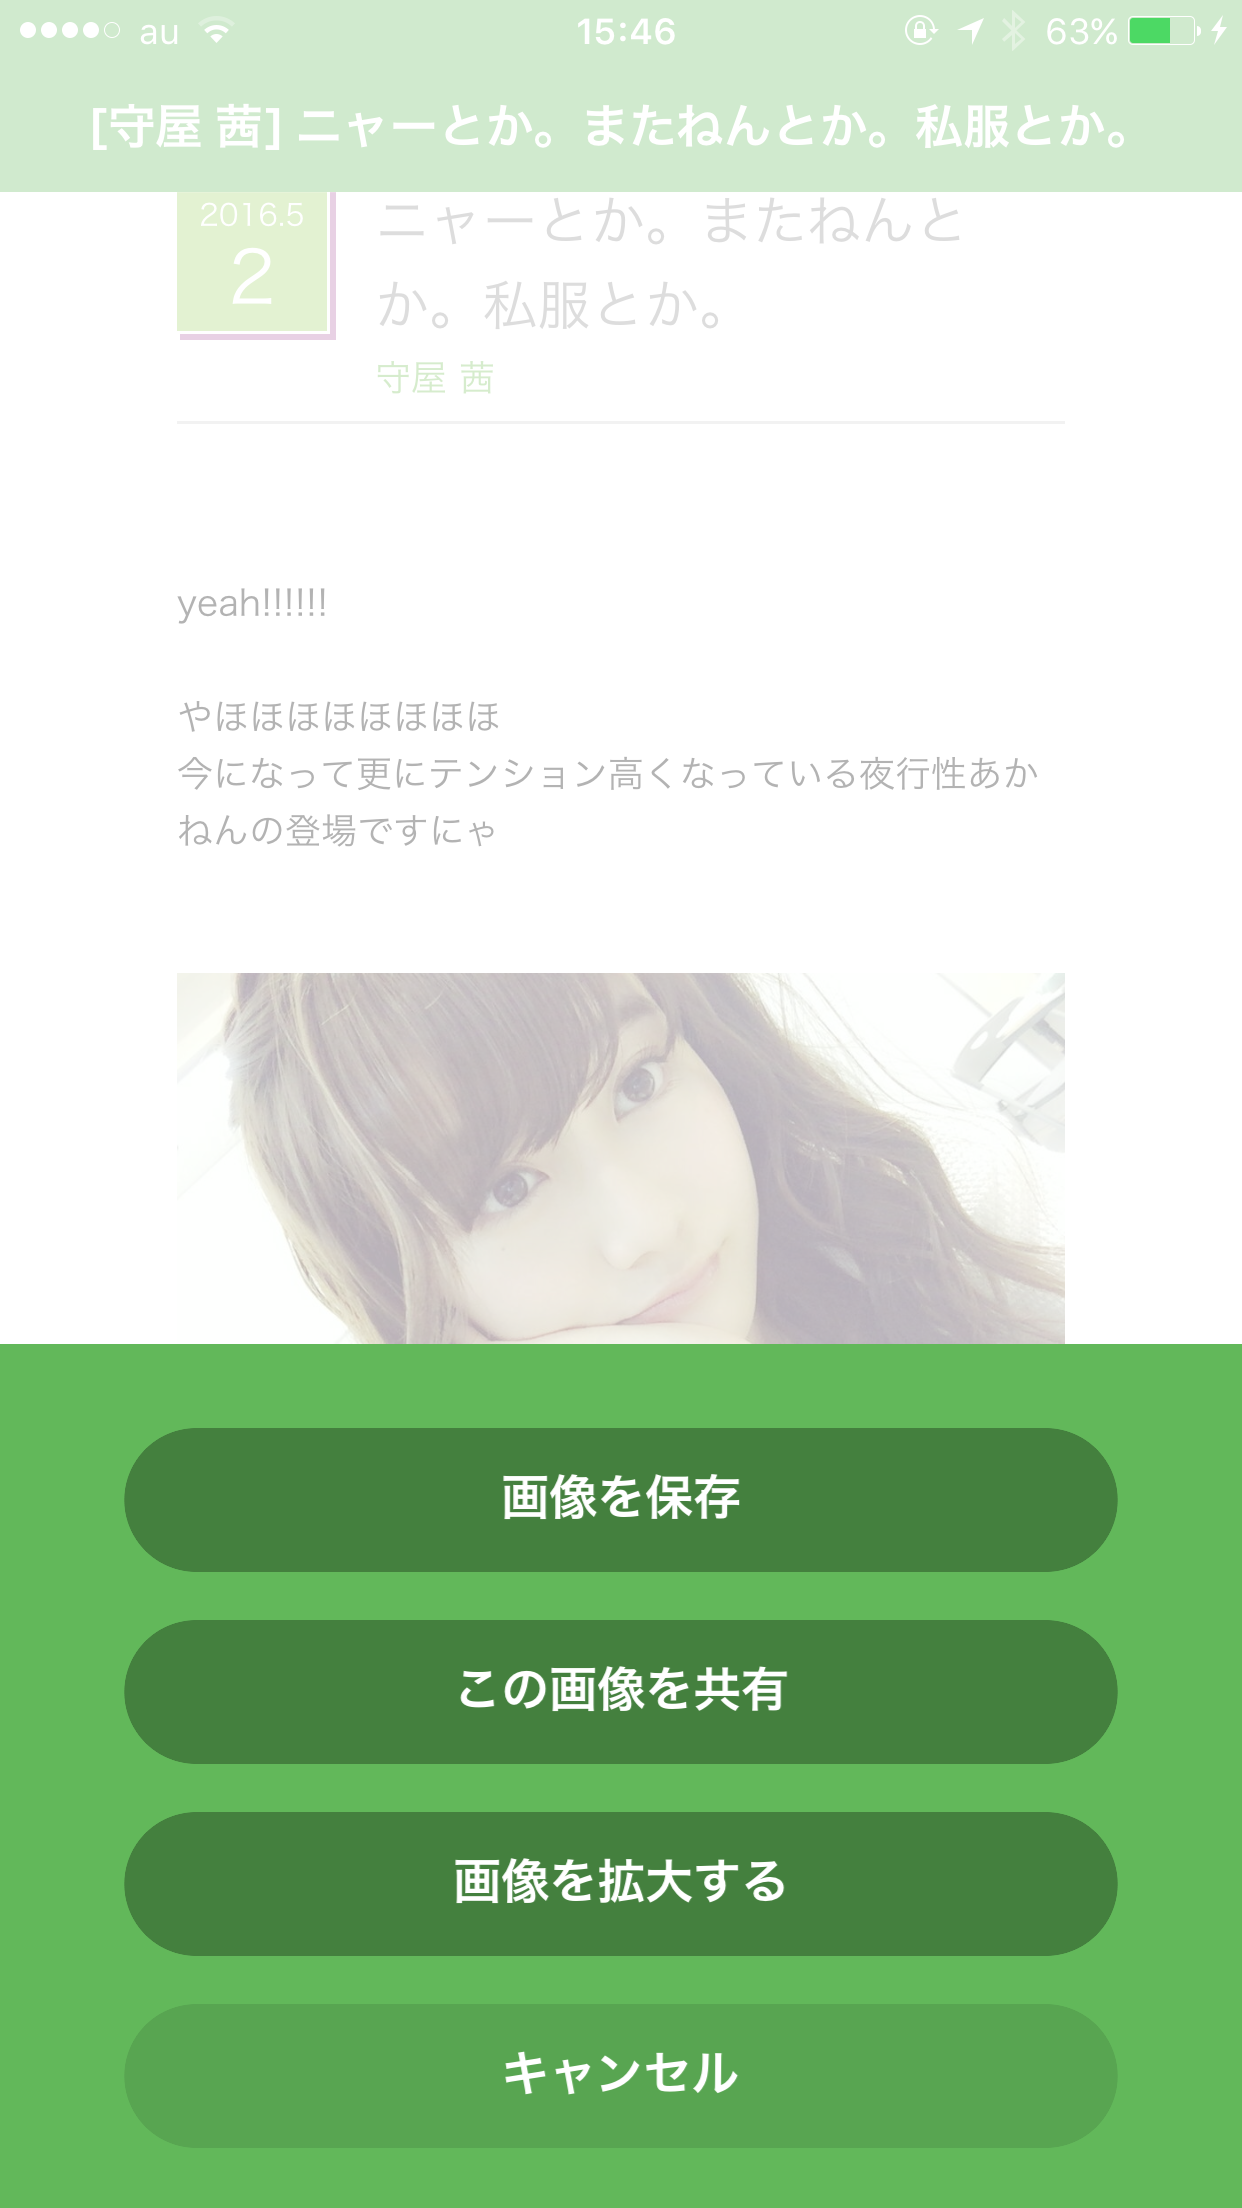 au 15:46 63%
[守屋 茜] ニャーとか。またねんとか。私服とか。
2016.5
2
ニャーとか。またねんと
か。私服とか。
守屋 茜
yeah!!!!!!
やほほほほほほほほ
今になって更にテンション高くなっている夜行性あか
ねんの登場ですにゃ
画像を保存
この画像を共有
画像を拡大する
キャンセル